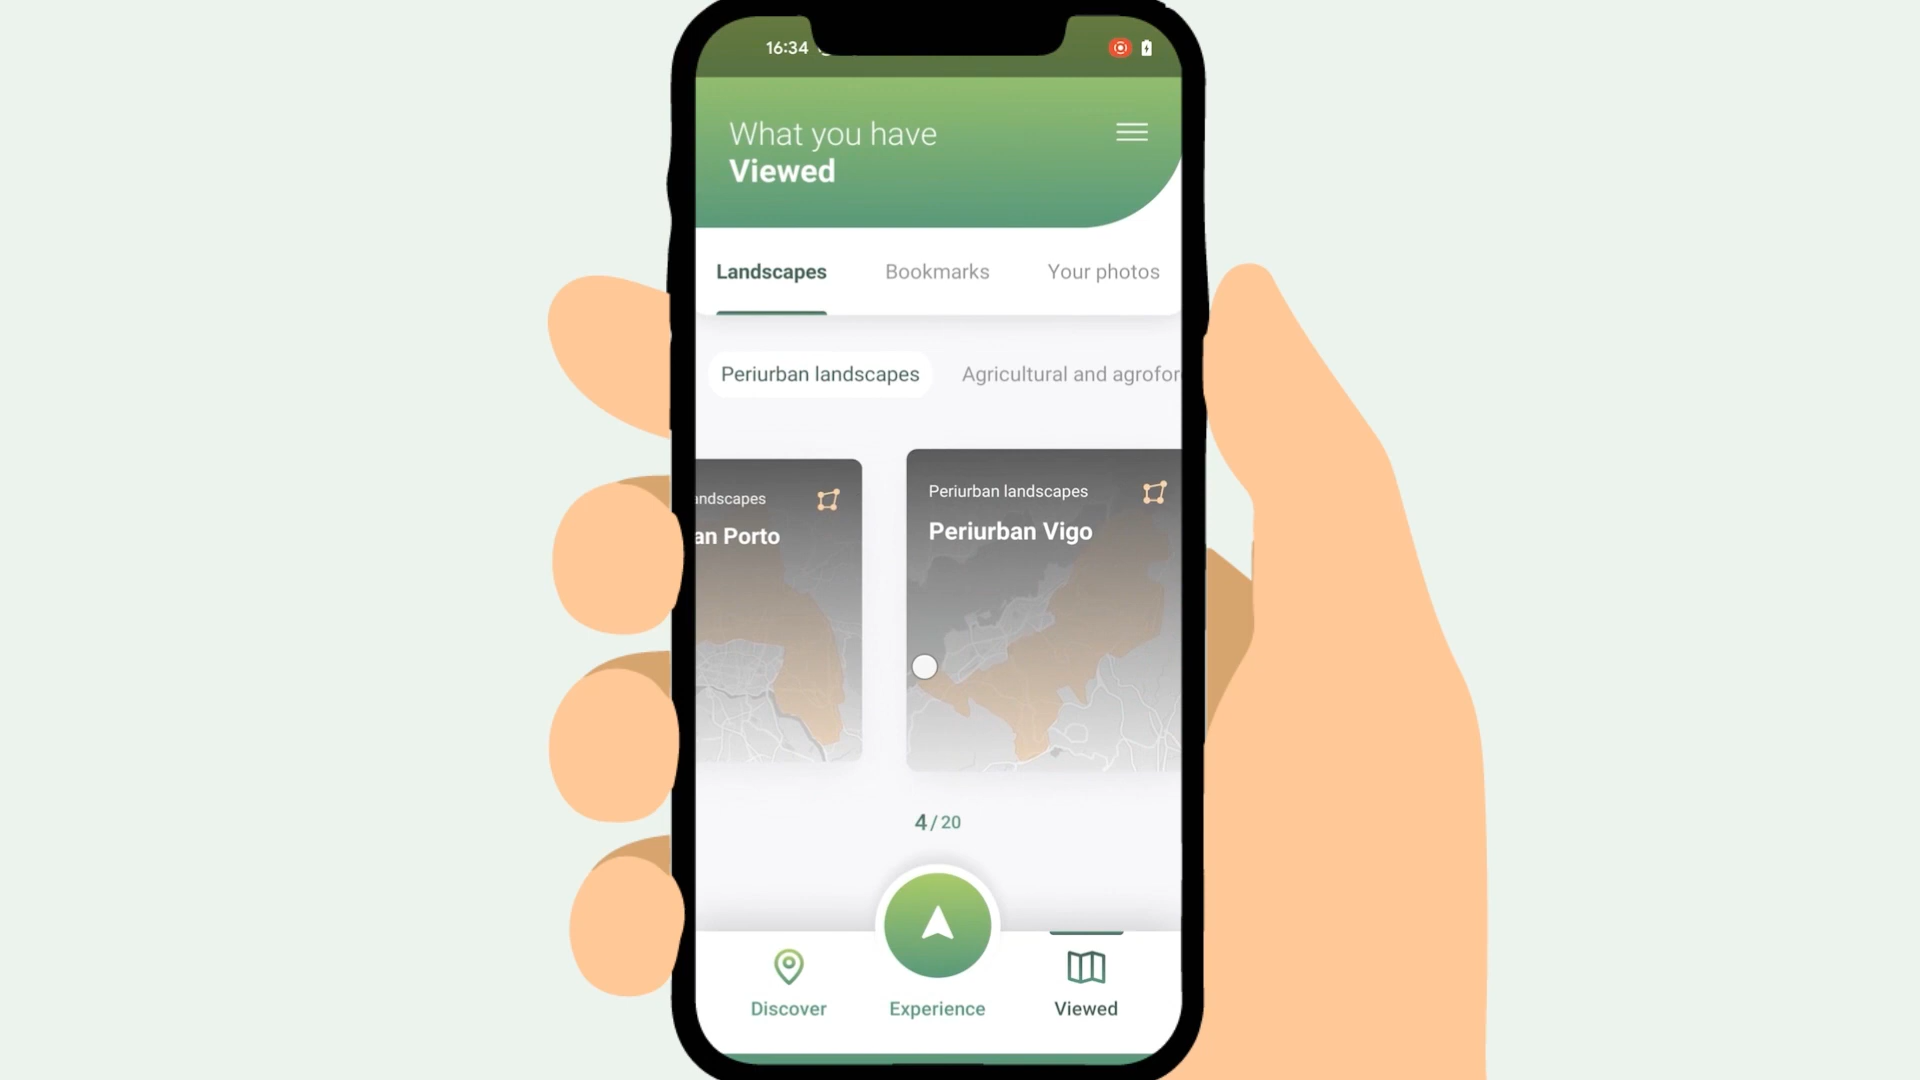 16:34
What you have
Viewed
Landscapes
Bookmarks
Your photos
Periurban landscapes
Agricultural and agrofor
andscapes
an Porto
Periurban landscapes
Periurban Vigo
4 / 20
Discover
Experience
Viewed